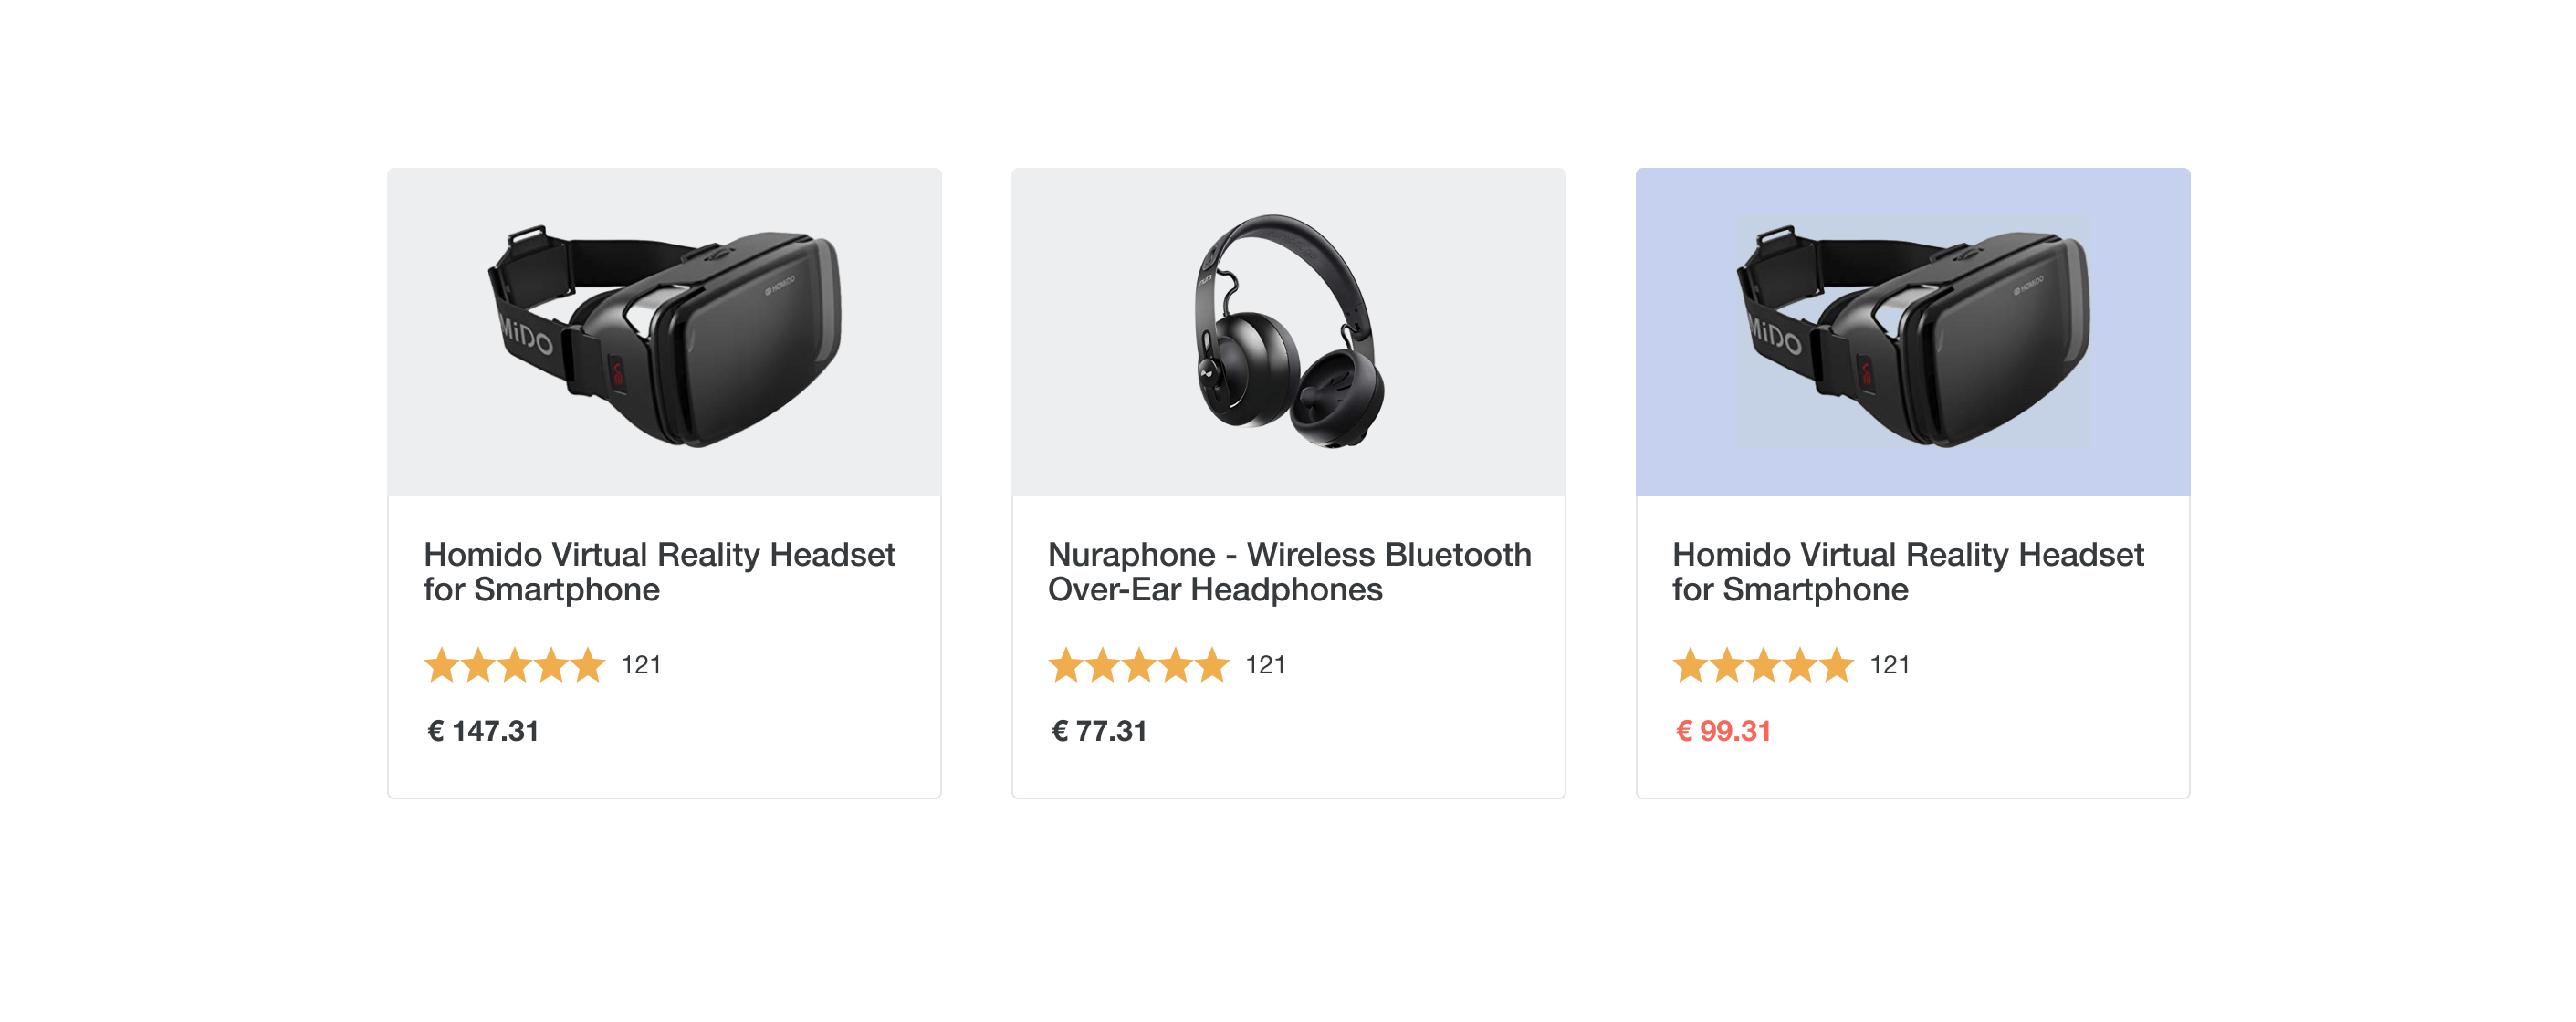 HOMIDO
MiDO
Homido Virtual Reality Headset
for Smartphone
121
€ 147.31
nura
Nuraphone - Wireless Bluetooth
Over-Ear Headphones
121
€ 77.31
HOMIDO
MiDO
Homido Virtual Reality Headset
for Smartphone
121
€ 99.31